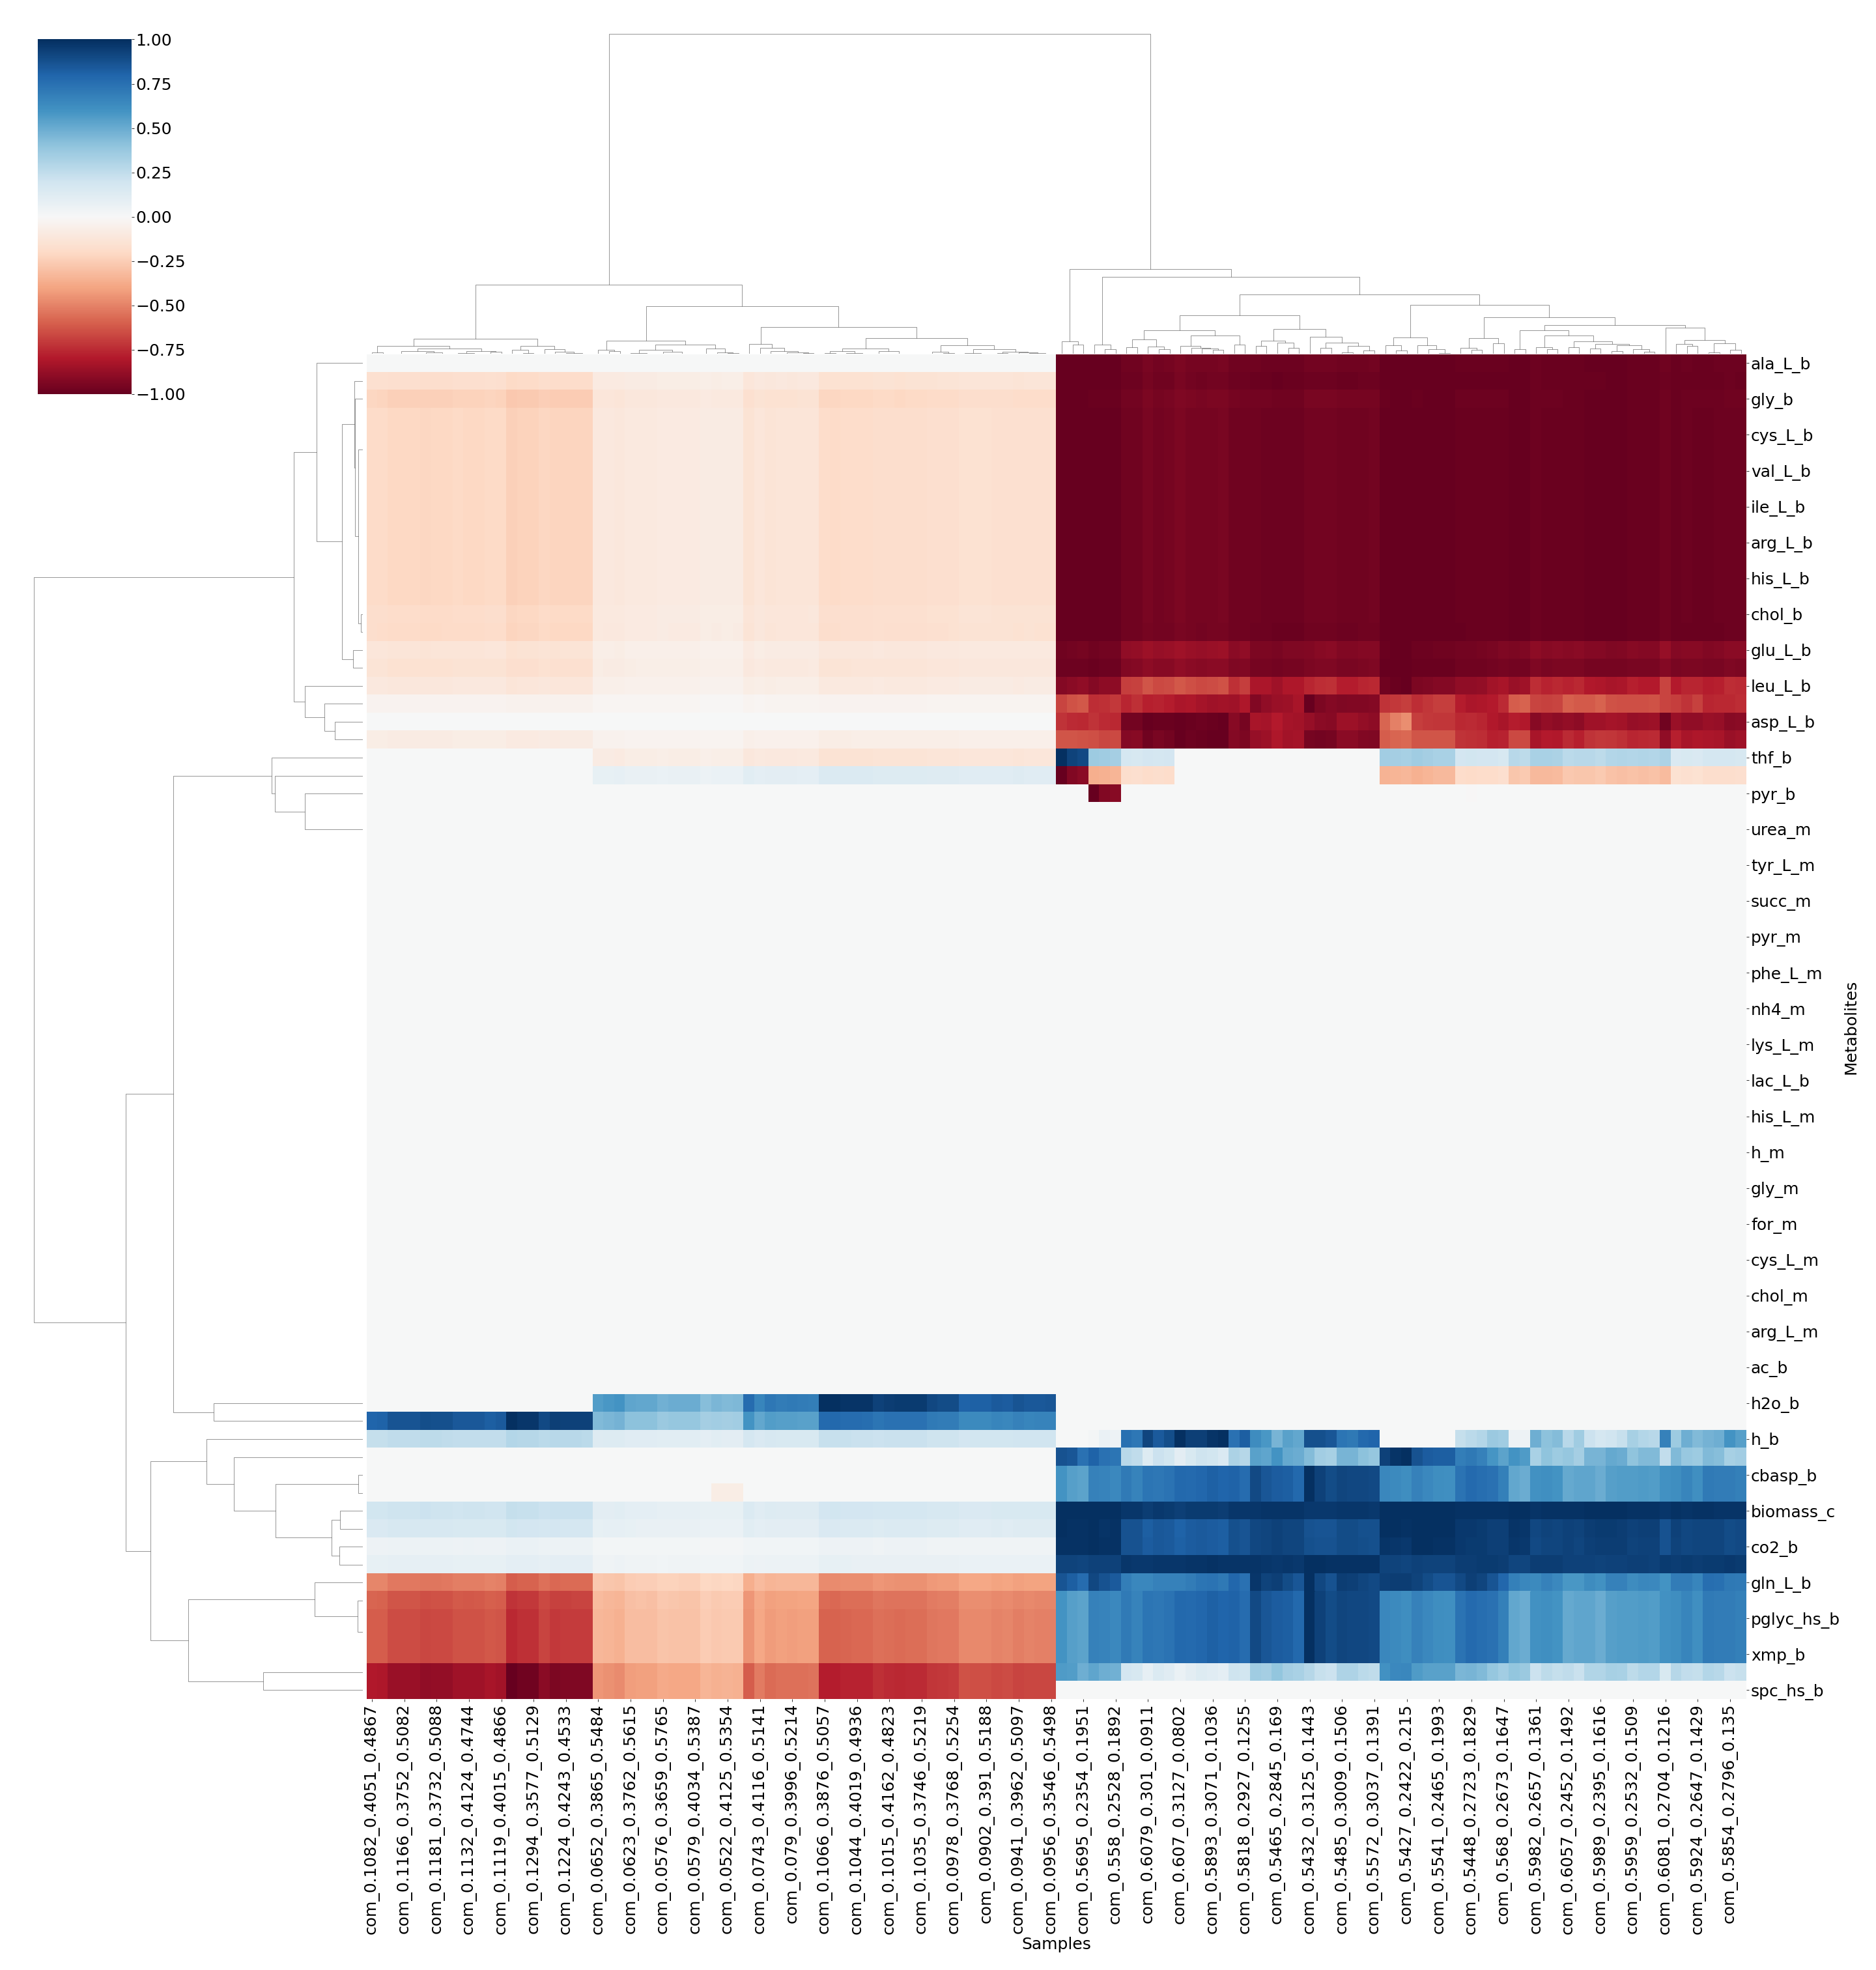 1.00
0.75
0.50
0.25
0.00
−0.25
−0.50
−0.75
−1.00
ala_L_b
gly_b
cys_L_b
val_L_b
ile_L_b
arg_L_b
his_L_b
chol_b
glu_L_b
leu_L_b
asp_L_b
thf_b
pyr_b
urea_m
tyr_L_m
succ_m
pyr_m
phe_L_m
nh4_m
lys_L_m
lac_L_b
his_L_m
h_m
gly_m
for_m
cys_L_m
chol_m
arg_L_m
ac_b
h2o_b
h_b
cbasp_b
biomass_c
co2_b
gln_L_b
pglyc_hs_b
xmp_b
spc_hs_b
Metabolites
com_0.1082_0.4051_0.4867
com_0.1166_0.3752_0.5082
com_0.1181_0.3732_0.5088
com_0.1132_0.4124_0.4744
com_0.1119_0.4015_0.4866
com_0.1294_0.3577_0.5129
com_0.1224_0.4243_0.4533
com_0.0652_0.3865_0.5484
com_0.0623_0.3762_0.5615
com_0.0576_0.3659_0.5765
com_0.0579_0.4034_0.5387
com_0.0522_0.4125_0.5354
com_0.0743_0.4116_0.5141
com_0.079_0.3996_0.5214
com_0.1066_0.3876_0.5057
com_0.1044_0.4019_0.4936
com_0.1015_0.4162_0.4823
com_0.1035_0.3746_0.5219
com_0.0978_0.3768_0.5254
com_0.0902_0.391_0.5188
com_0.0941_0.3962_0.5097
com_0.0956_0.3546_0.5498
com_0.5695_0.2354_0.1951
com_0.558_0.2528_0.1892
com_0.6079_0.301_0.0911
com_0.6107_0.3127_0.0802
com_0.5893_0.3071_0.1036
com_0.5818_0.2927_0.1255
com_0.5465_0.2845_0.169
com_0.5432_0.3125_0.1443
com_0.5485_0.3009_0.1506
com_0.5572_0.3037_0.1391
com_0.5427_0.2422_0.215
com_0.5541_0.2465_0.1993
com_0.5448_0.2723_0.1829
com_0.568_0.2673_0.1647
com_0.5982_0.2657_0.1361
com_0.6057_0.2452_0.1492
com_0.5989_0.2395_0.1616
com_0.5959_0.2532_0.1509
com_0.6081_0.2704_0.1216
com_0.5924_0.2647_0.1429
com_0.5854_0.2796_0.135
Samples